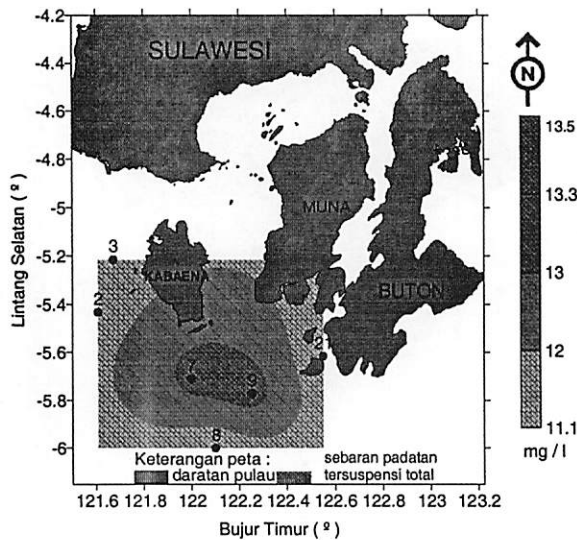 -4.2
-4.4
-4.6
-4.8
-5
-5.2
-5.4
-5.6
-5.8
-6
Lintang Selatan ( º )
SULAWESI
MUNA
KABAENA
BUTON
3
2
2
9
8
Keterangan peta :
daratan pulau
sebaran padatan
tersuspensi total
121.6 121.8 122 122.2 122.4 122.6 122.8 123 123.2
Bujur Timur ( º )
N
13.5
13.3
13
12
11.1
mg / l